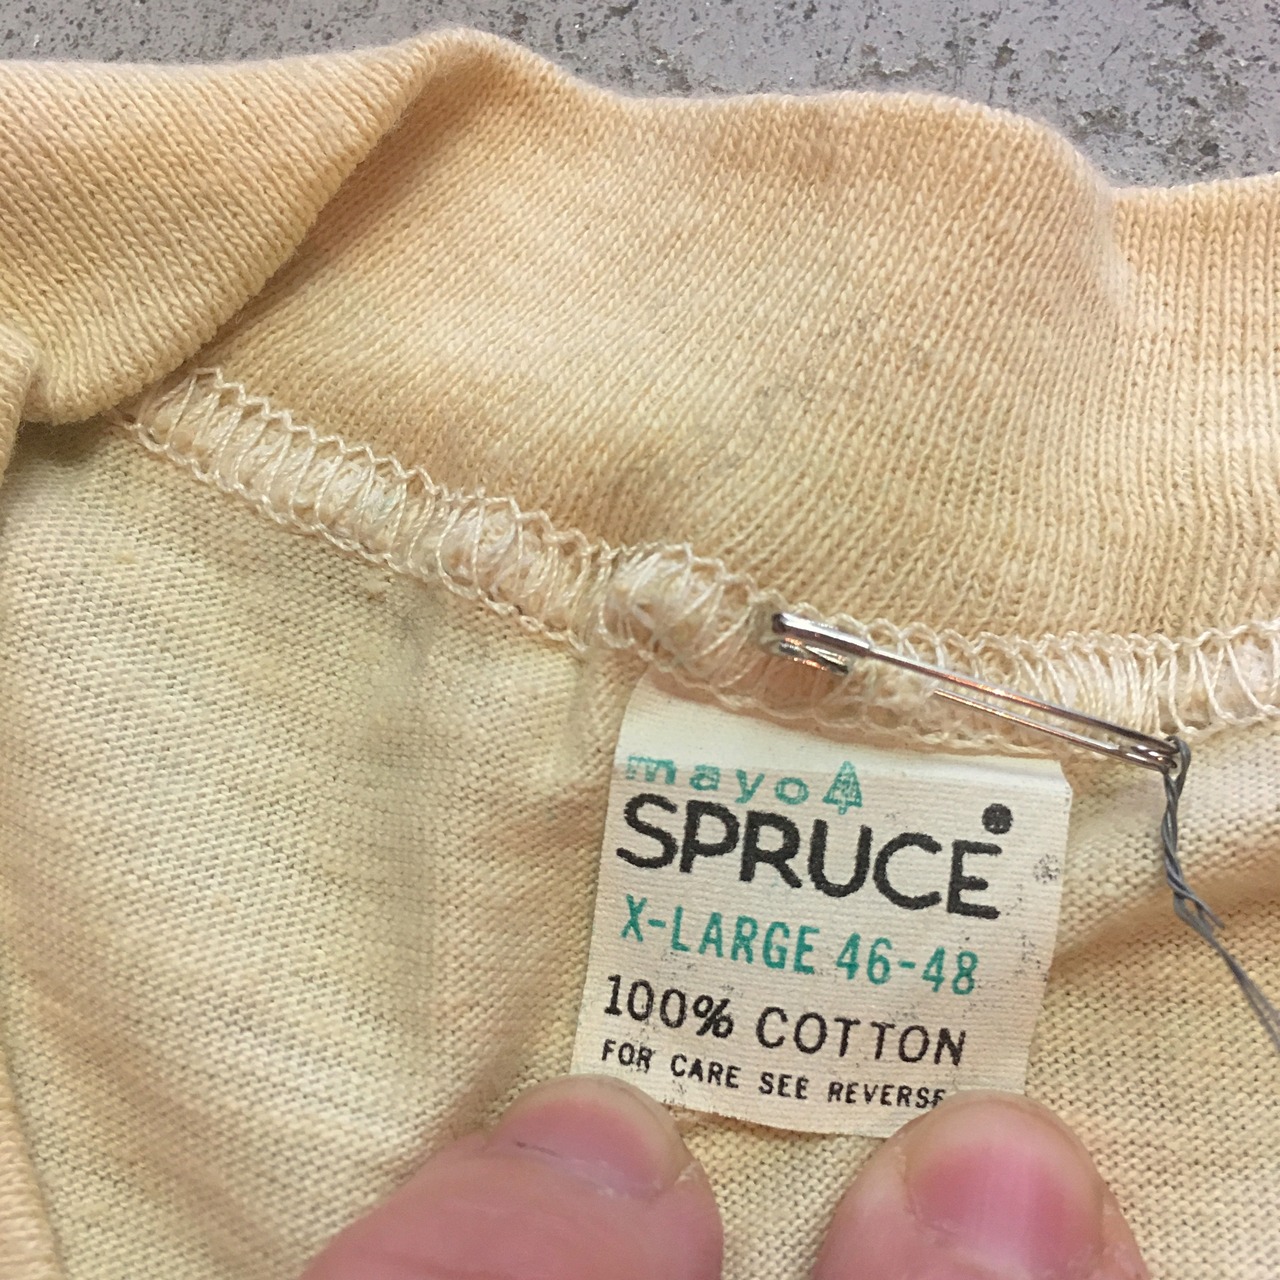 mayo
SPRUCE
X-LARGE 46-48
100% COTTON
FOR CARE SEE REVERSE